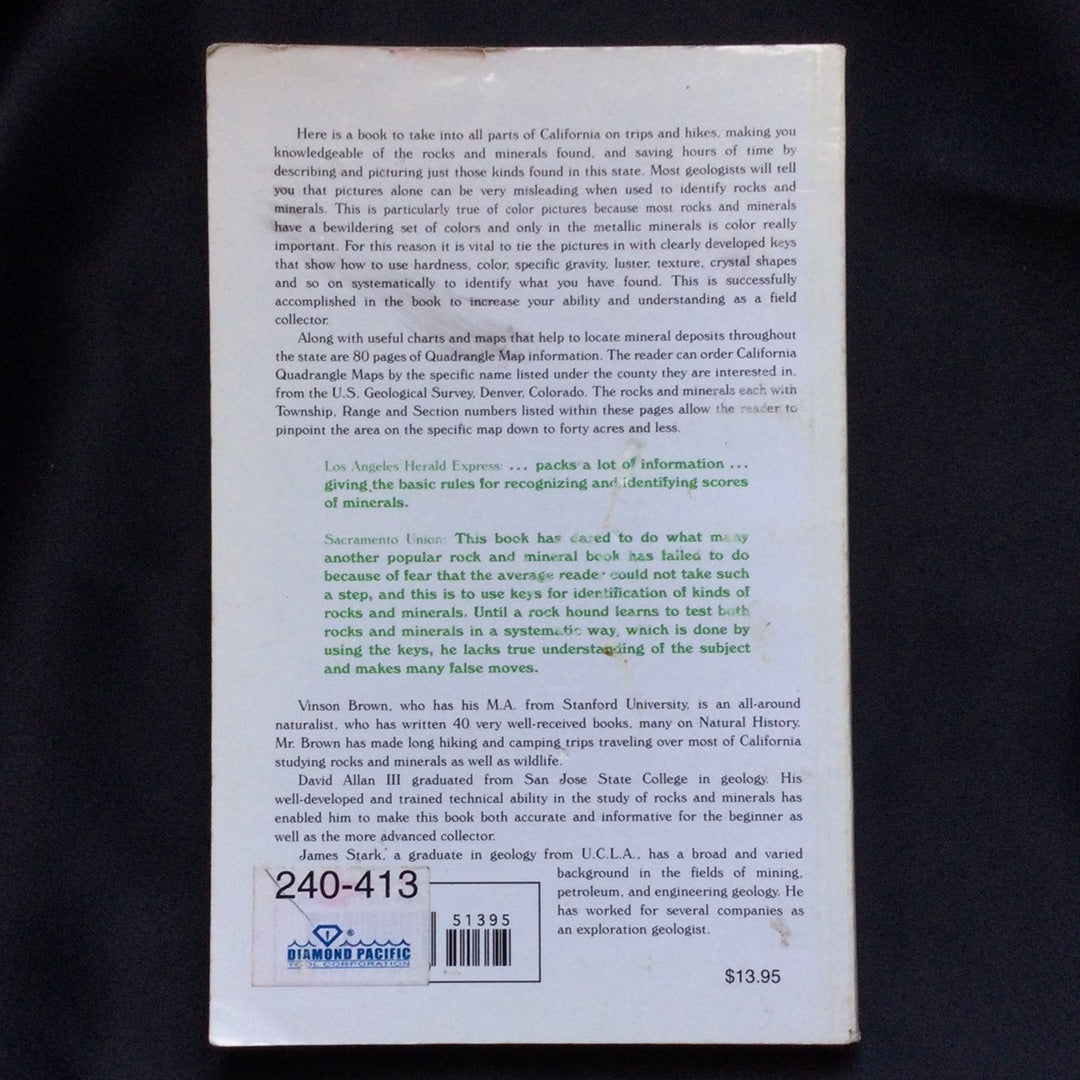 Here is a book to take into all parts of California on trips and hikes, making you
knowledgeable of the rocks and minerals found, and saving hours of time by
describing and picturing just those kinds found in this state. Most geologists will tell
you that pictures alone can be very misleading when used to identify rocks and
minerals. This is particularly true of color pictures because most rocks and minerals
have a bewildering set of colors and only in the metallic minerals is color really
important. For this reason it is vital to tie the pictures in with clearly developed keys
that show how to use hardness, color, specific gravity, luster, texture, crystal shapes
and so on systematically to identify what you have found. This is successfully
accomplished in the book to increase your ability and understanding as a field
collector.
Along with useful charts and maps that help to locate mineral deposits throughout
the state are 80 pages of Quadrangle Map information. The reader can order California
Quadrangle Maps by the specific name listed under the county they are interested in,
from the U.S. Geological Survey, Denver, Colorado. The rocks and minerals each with
Township, Range and Section numbers listed within these pages allow the reader to
pinpoint the area on the specific map down to forty acres and less.
Los Angeles Herald Express: ... packs a lot of information ...
giving the basic rules for recognizing and identifying scores
of minerals.
Sacramento Union: This book has dared to do what many
another popular rock and mineral book has failed to do
because of fear that the average reader could not take such
a step, and this is to use keys for identification of kinds of
rocks and minerals. Until a rock hound learns to test both
rocks and minerals in a systematic way, which is done by
using the keys, he lacks true understanding of the subject
and makes many false moves.
Vinson Brown, who has his M.A. from Stanford University, is an all-around
naturalist, who has written 40 very well-received books, many on Natural History.
Mr. Brown has made long hiking and camping trips traveling over most of California
studying rocks and minerals as well as wildlife.
David Allan III graduated from San Jose State College in geology. His
well-developed and trained technical ability in the study of rocks and minerals has
enabled him to make this book both accurate and informative for the beginner as
well as the more advanced collector.
James Stark, a graduate in geology from U.C.L.A., has a broad and varied
background in the fields of mining,
petroleum, and engineering geology. He
has worked for several companies as
an exploration geologist.
240-413
51395
®
DIAMOND PACIFIC
TOOL CORPORATION
$13.95